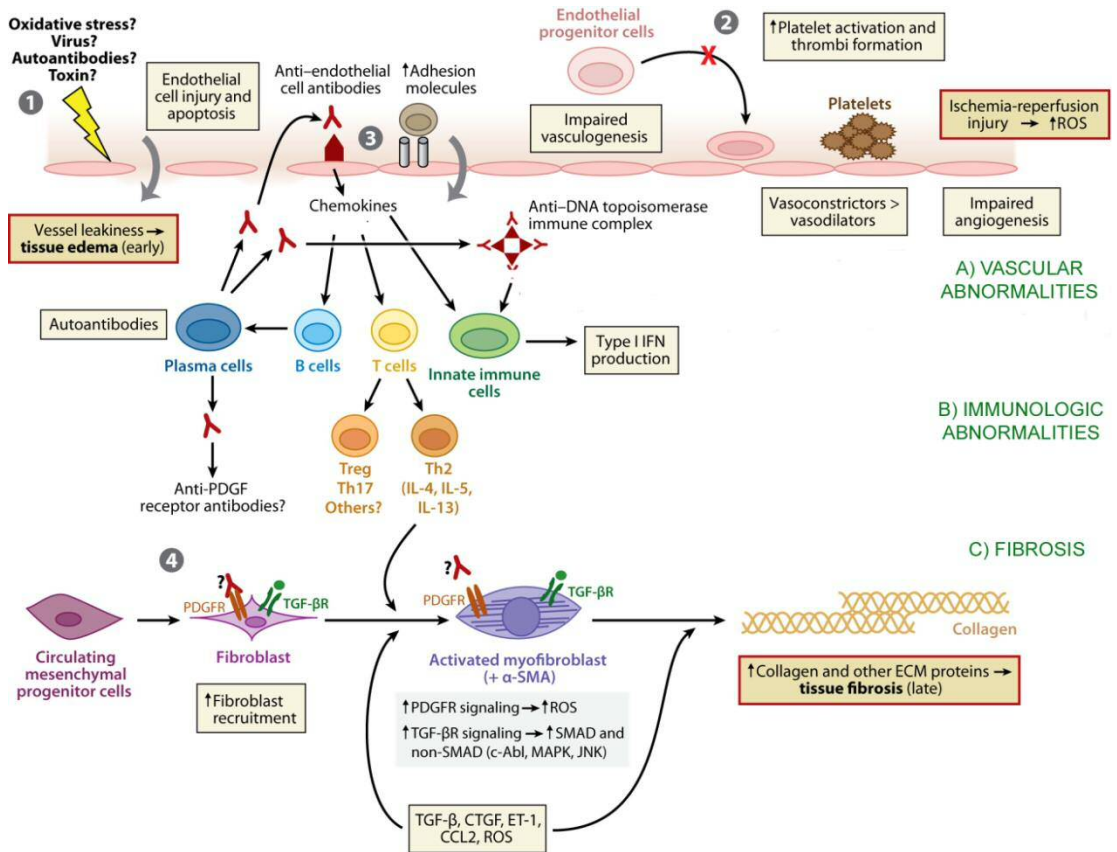 Oxidative stress?
Virus?
Autoantibodies?
Toxin?
1
Endothelial
cell injury and
apoptosis
Anti–endothelial
cell antibodies
↑Adhesion
molecules
3
Endothelial
progenitor cells
2
↑Platelet activation and
thrombi formation
Impaired
vasculogenesis
Platelets
Ischemia-reperfusion
injury → ↑ROS
Vessel leakiness →
tissue edema (early)
Chemokines
Anti–DNA topoisomerase
immune complex
Vasoconstrictors >
vasodilators
Impaired
angiogenesis
A) VASCULAR
ABNORMALITIES
Autoantibodies
Plasma cells
B cells
T cells
Innate immune
cells
Type I IFN
production
B) IMMUNOLOGIC
ABNORMALITIES
Treg
Th17
Others?
Th2
(IL-4, IL-5,
IL-13)
Anti-PDGF
receptor antibodies?
C) FIBROSIS
4
?
PDGFR
TGF-βR
?
PDGFR
TGF-βR
Circulating
mesenchymal
progenitor cells
Fibroblast
↑Fibroblast
recruitment
Activated myofibroblast
(+ α-SMA)
↑PDGFR signaling→↑ROS
↑TGF-βR signaling→↑SMAD and
non-SMAD (c-Abl, MAPK, JNK)
Collagen
↑Collagen and other ECM proteins →
tissue fibrosis (late)
TGF-β, CTGF, ET-1,
CCL2, ROS